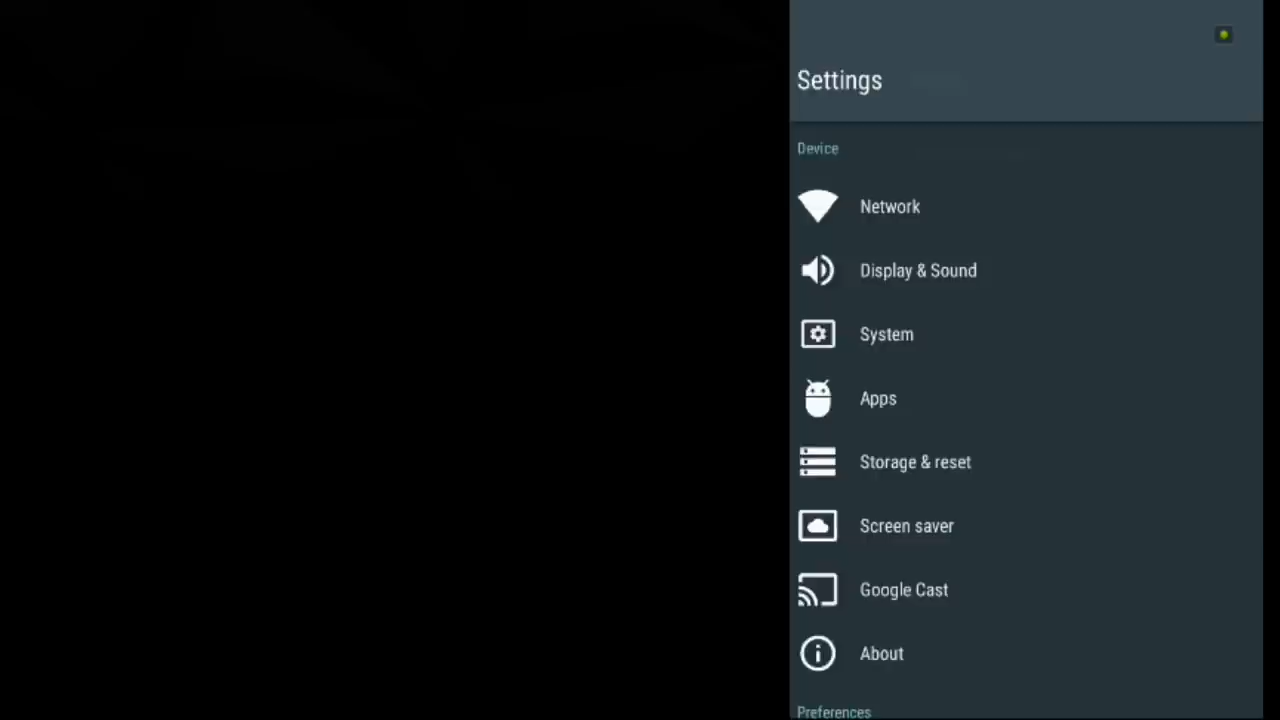 Settings
Device
Network
Display & Sound
System
Apps
Storage & reset
Screen saver
Google Cast
About
Preferences